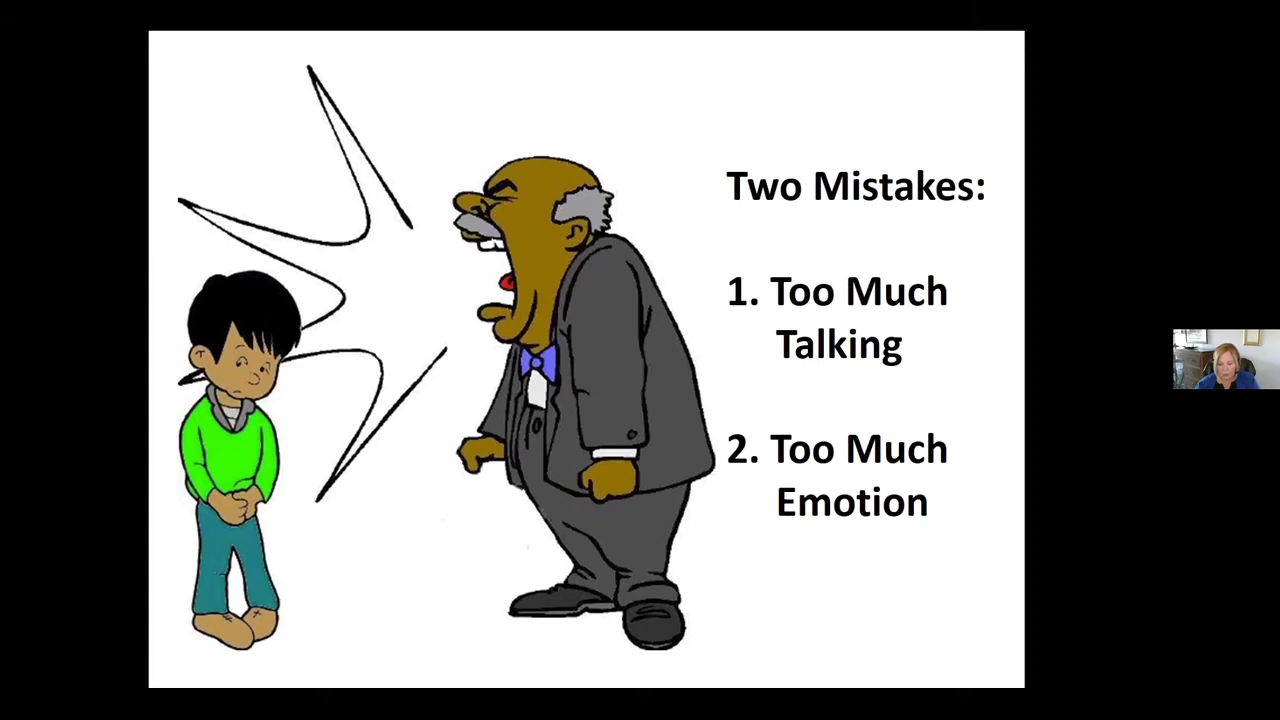 Two Mistakes:
1. Too Much
Talking
2. Too Much
Emotion